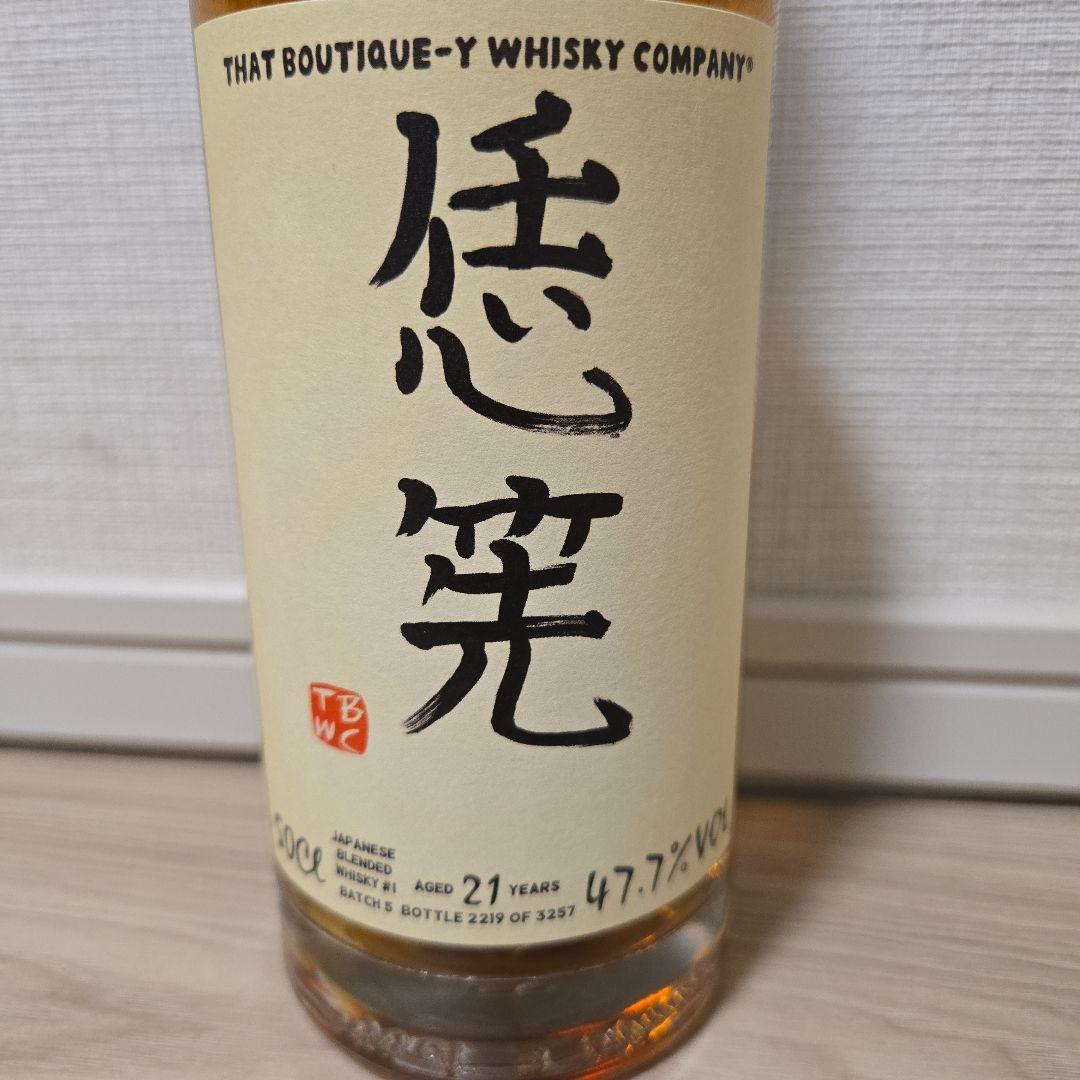 THAT BOUTIQUE-Y WHISKY COMPANY®
恁
筅
TB
WC
50cl
JAPANESE
BLENDED
WHISKY #1
BATCH 5
AGED 21 YEARS
BOTTLE 2219 OF 3257
47.7% VOL